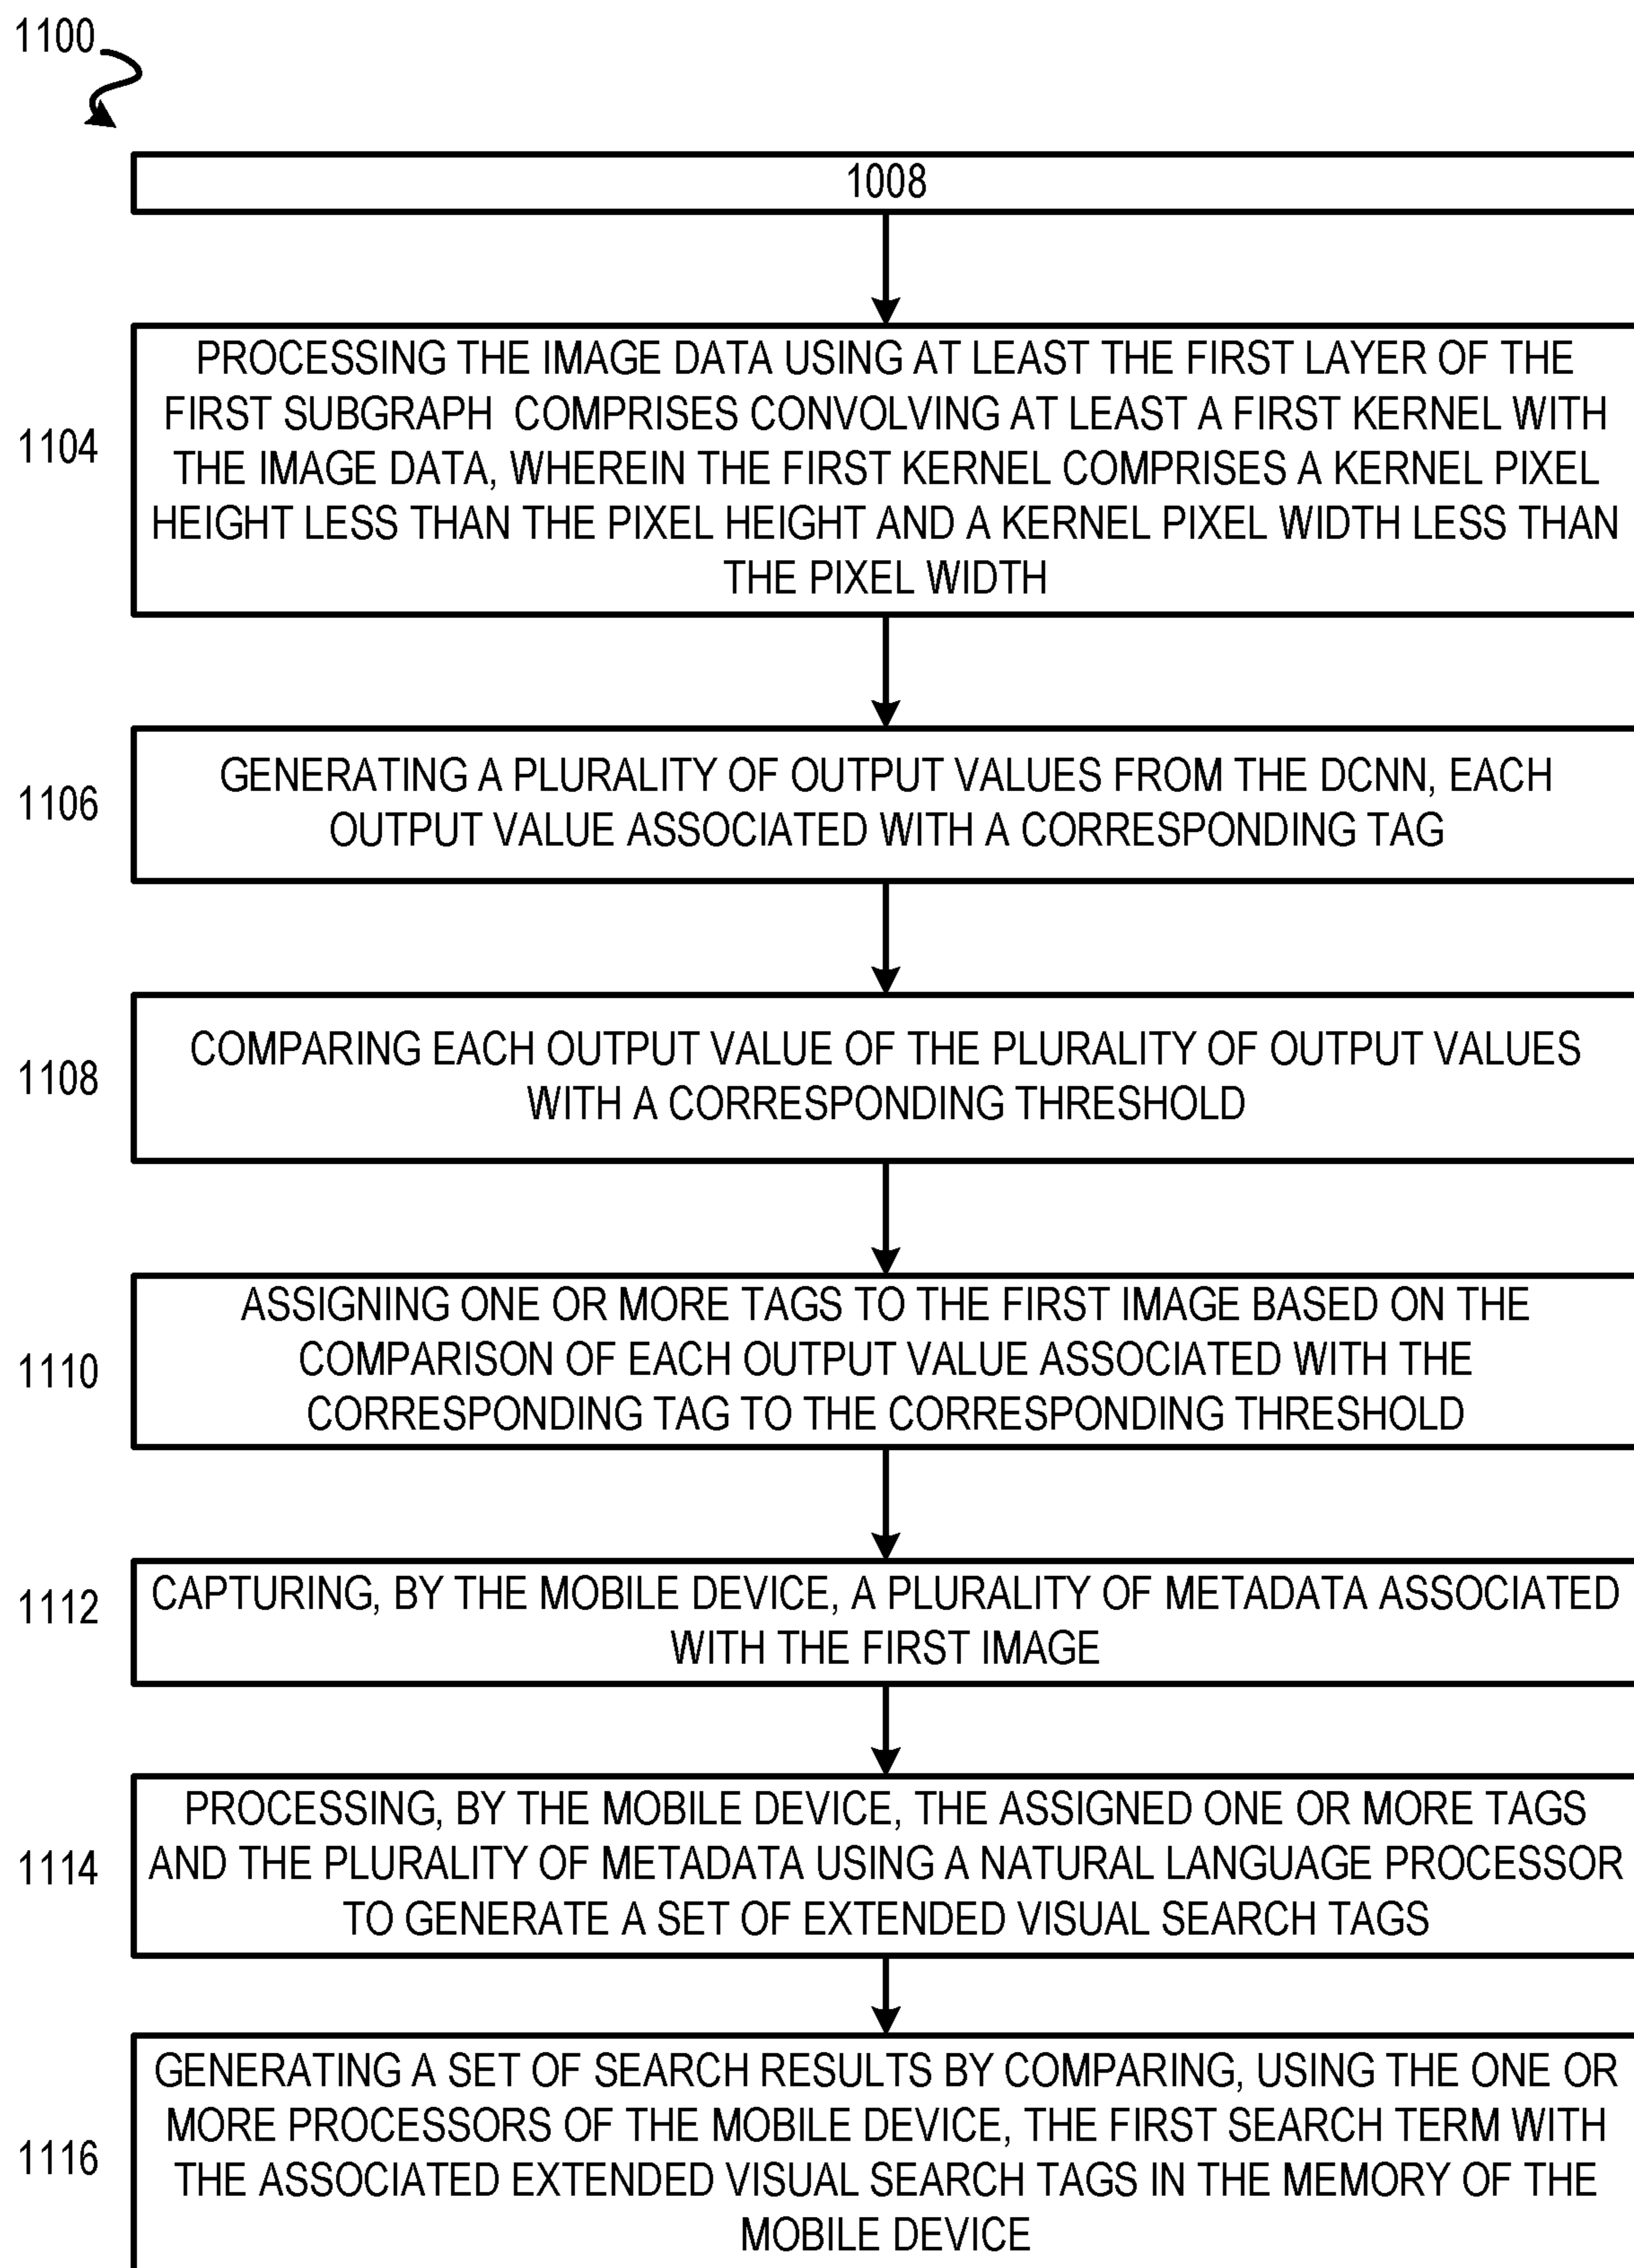 1100
1008
1104
PROCESSING THE IMAGE DATA USING AT LEAST THE FIRST LAYER OF THE
FIRST SUBGRAPH COMPRISES CONVOLVING AT LEAST A FIRST KERNEL WITH
THE IMAGE DATA, WHEREIN THE FIRST KERNEL COMPRISES A KERNEL PIXEL
HEIGHT LESS THAN THE PIXEL HEIGHT AND A KERNEL PIXEL WIDTH LESS THAN
THE PIXEL WIDTH
1106
GENERATING A PLURALITY OF OUTPUT VALUES FROM THE DCNN, EACH
OUTPUT VALUE ASSOCIATED WITH A CORRESPONDING TAG
1108
COMPARING EACH OUTPUT VALUE OF THE PLURALITY OF OUTPUT VALUES
WITH A CORRESPONDING THRESHOLD
1110
ASSIGNING ONE OR MORE TAGS TO THE FIRST IMAGE BASED ON THE
COMPARISON OF EACH OUTPUT VALUE ASSOCIATED WITH THE
CORRESPONDING TAG TO THE CORRESPONDING THRESHOLD
1112
CAPTURING, BY THE MOBILE DEVICE, A PLURALITY OF METADATA ASSOCIATED
WITH THE FIRST IMAGE
1114
PROCESSING, BY THE MOBILE DEVICE, THE ASSIGNED ONE OR MORE TAGS
AND THE PLURALITY OF METADATA USING A NATURAL LANGUAGE PROCESSOR
TO GENERATE A SET OF EXTENDED VISUAL SEARCH TAGS
1116
GENERATING A SET OF SEARCH RESULTS BY COMPARING, USING THE ONE OR
MORE PROCESSORS OF THE MOBILE DEVICE, THE FIRST SEARCH TERM WITH
THE ASSOCIATED EXTENDED VISUAL SEARCH TAGS IN THE MEMORY OF THE
MOBILE DEVICE